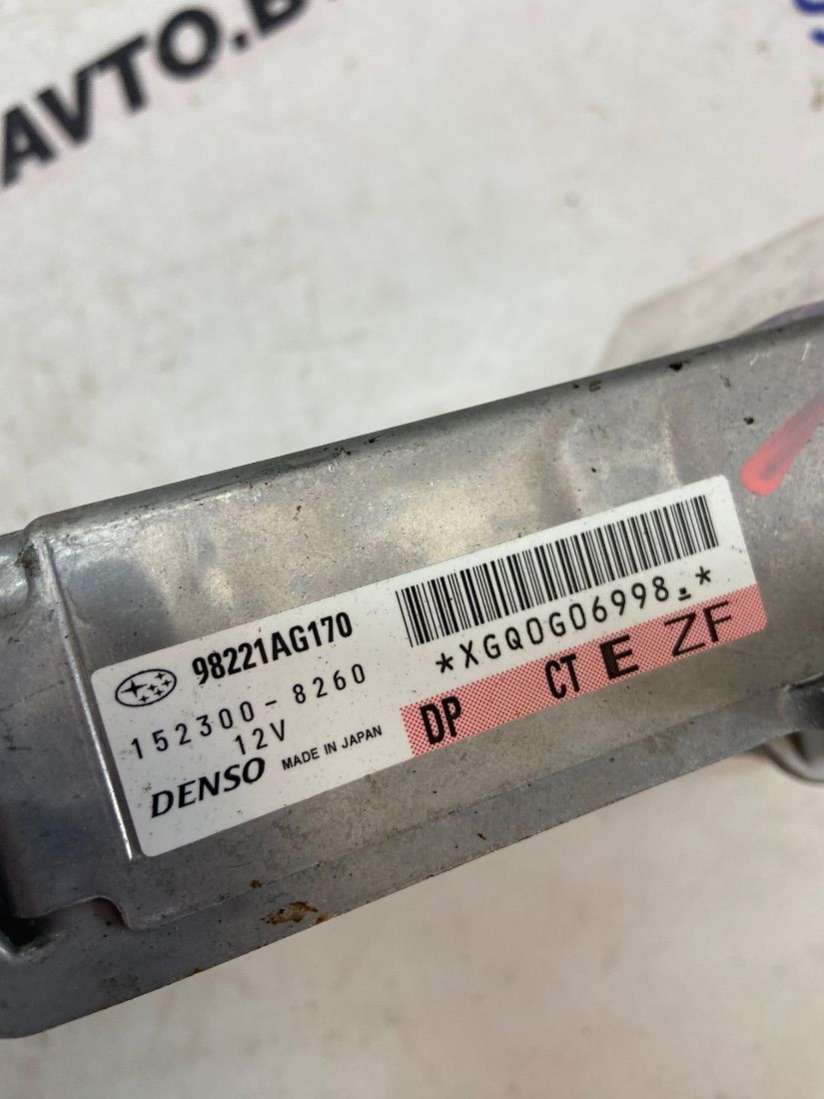 AVTO.B
98221AG170
152300-8260
12V
DENSO MADE IN JAPAN
*XGQ0G06998.*
DP CT E ZF